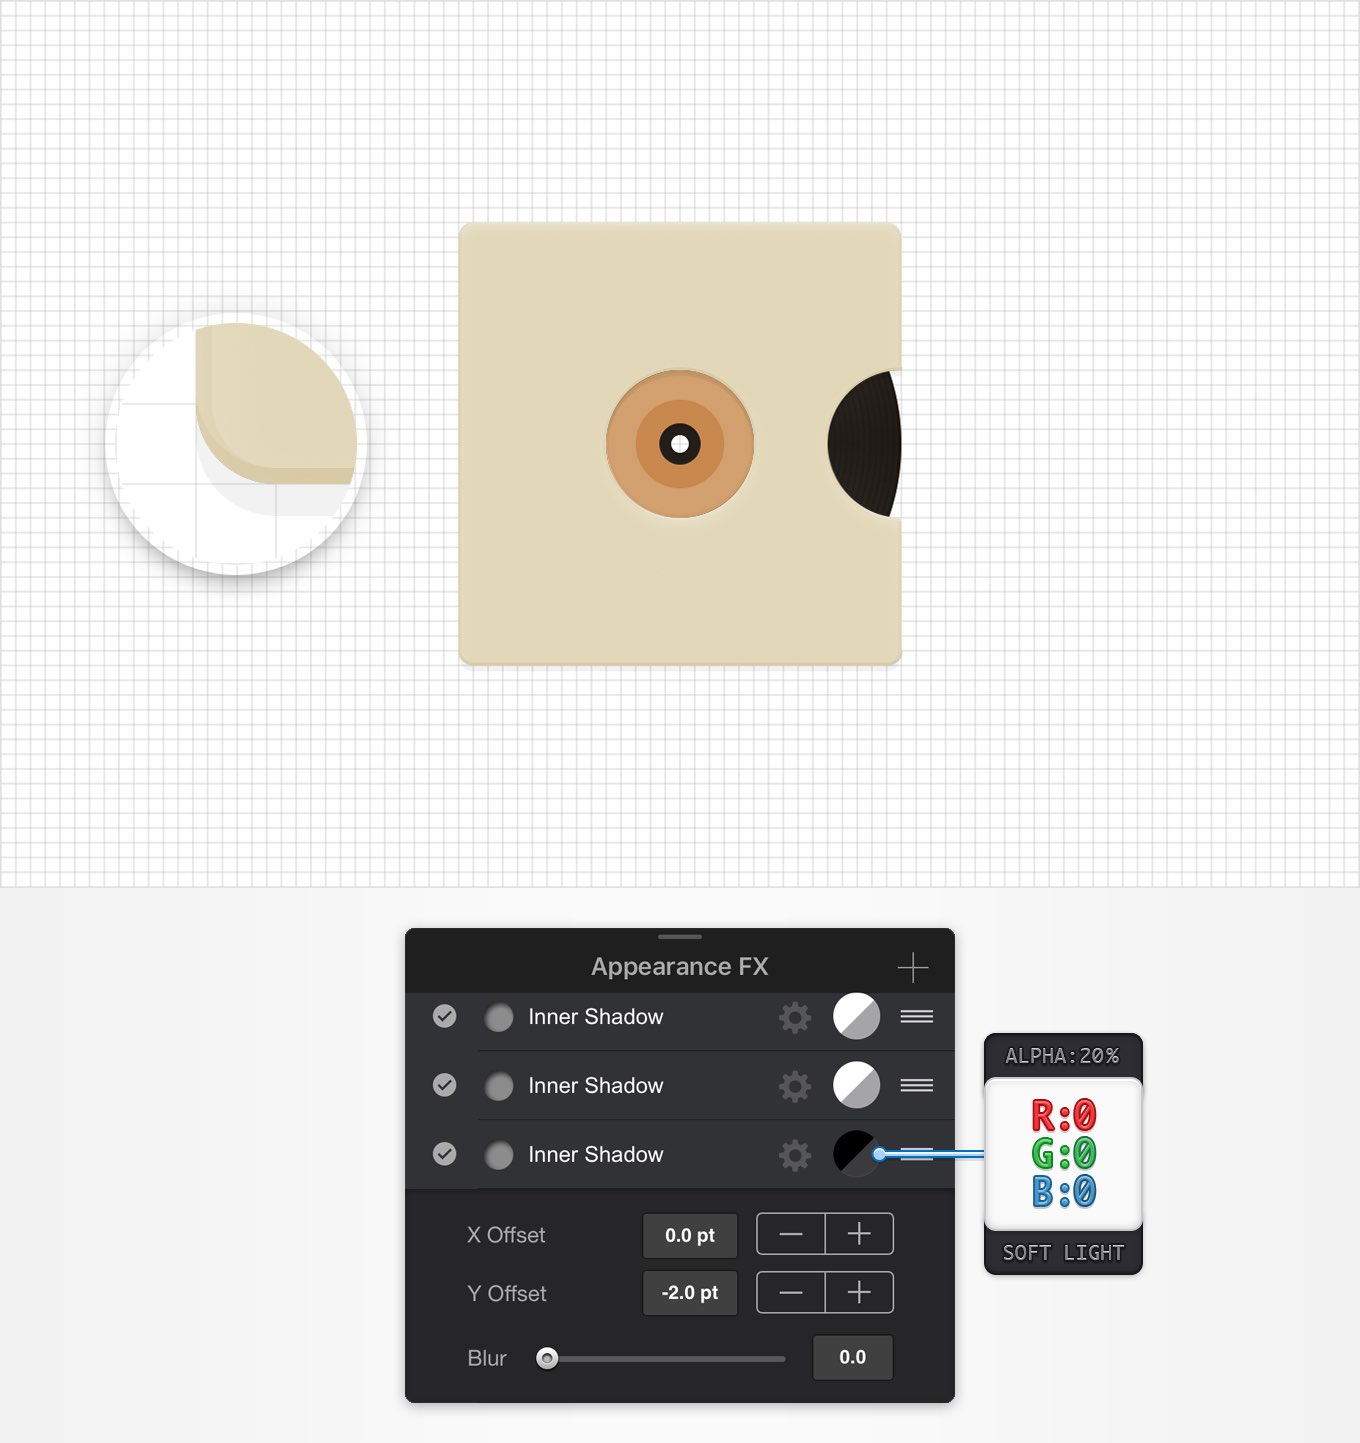 Appearance FX
Inner Shadow
Inner Shadow
Inner Shadow
X Offset 0.0 pt
Y Offset -2.0 pt
Blur 0.0
ALPHA:20%
R:0
G:0
B:0
SOFT LIGHT